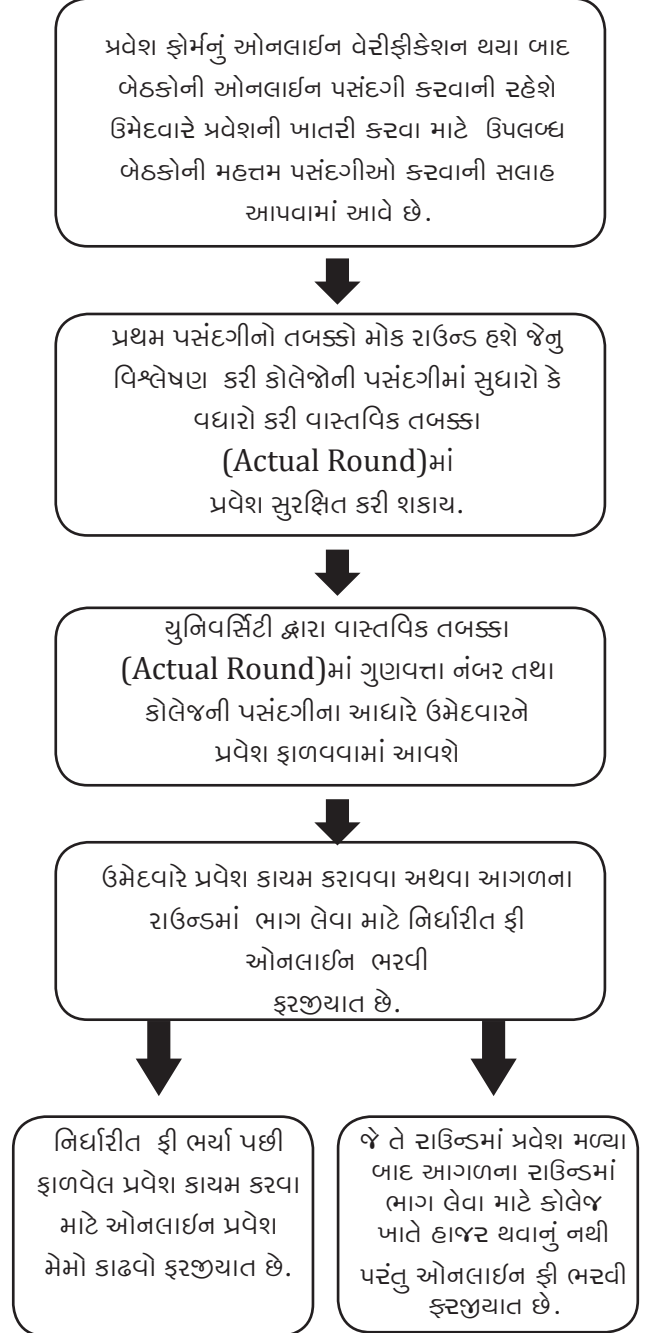 પ્રવેશ ફોર્મનું ઓનલાઈન વેરીફીકેશન થયા બાદ
બેઠકોની ઓનલાઈન પસંદગી કરવાની રહેશે
ઉમેદવારે પ્રવેશની ખાતરી કરવા માટે ઉપલબ્ધ
બેઠકોની મહત્તમ પસંદગીઓ કરવાની સલાહ
આપવામાં આવે છે.
પ્રથમ પસંદગીનો તબક્કો મોક રાઉન્ડ હશે જેનુ
વિશ્લેષણ કરી કોલેજોની પસંદગીમાં સુધારો કે
વધારો કરી વાસ્તવિક તબક્કા
(Actual Round)માં
પ્રવેશ સુરક્ષિત કરી શકાય.
યુનિવર્સિટી દ્વારા વાસ્તવિક તબક્કા
(Actual Round)માં ગુણવત્તા નંબર તથા
કોલેજની પસંદગીના આધારે ઉમેદવારને
પ્રવેશ ફાળવવામાં આવશે
ઉમેદવારે પ્રવેશ કાયમ કરાવવા અથવા આગળના
રાઉન્ડમાં ભાગ લેવા માટે નિર્ધારીત ફી
ઓનલાઈન ભરવી
ફરજીયાત છે.
નિર્ધારીત ફી ભર્યા પછી
ફાળવેલ પ્રવેશ કાયમ કરવા
માટે ઓનલાઈન પ્રવેશ
મેમો કાઢવો ફરજીયાત છે.
જે તે રાઉન્ડમાં પ્રવેશ મળ્યા
બાદ આગળના રાઉન્ડમાં
ભાગ લેવા માટે કોલેજ
ખાતે હાજર થવાનું નથી
પરંતુ ઓનલાઈન ફી ભરવી
ફરજીયાત છે.